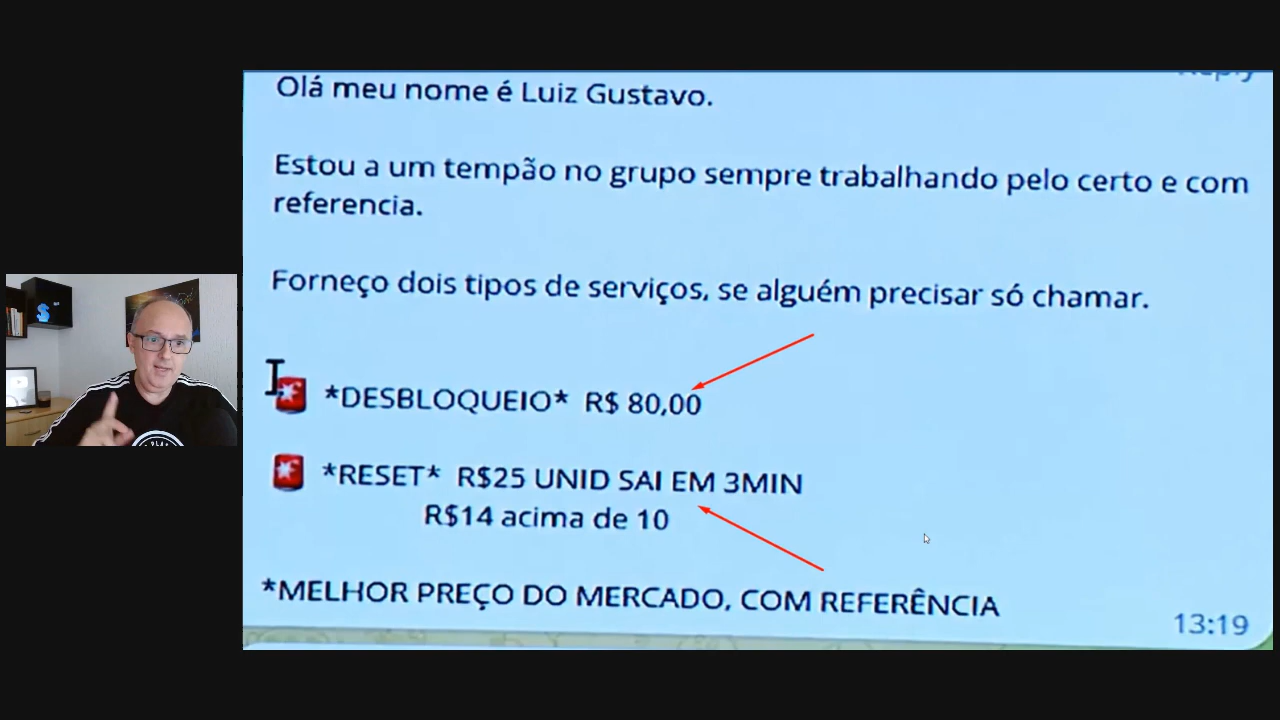 Olá meu nome é Luiz Gustavo.
Estou a um tempão no grupo sempre trabalhando pelo certo e com
referencia.
Forneço dois tipos de serviços, se alguém precisar só chamar.
*DESBLOQUEIO* R$ 80,00
*RESET* R$25 UNID SAI EM 3MIN
R$14 acima de 10
*MELHOR PREÇO DO MERCADO, COM REFERÊNCIA
13:19